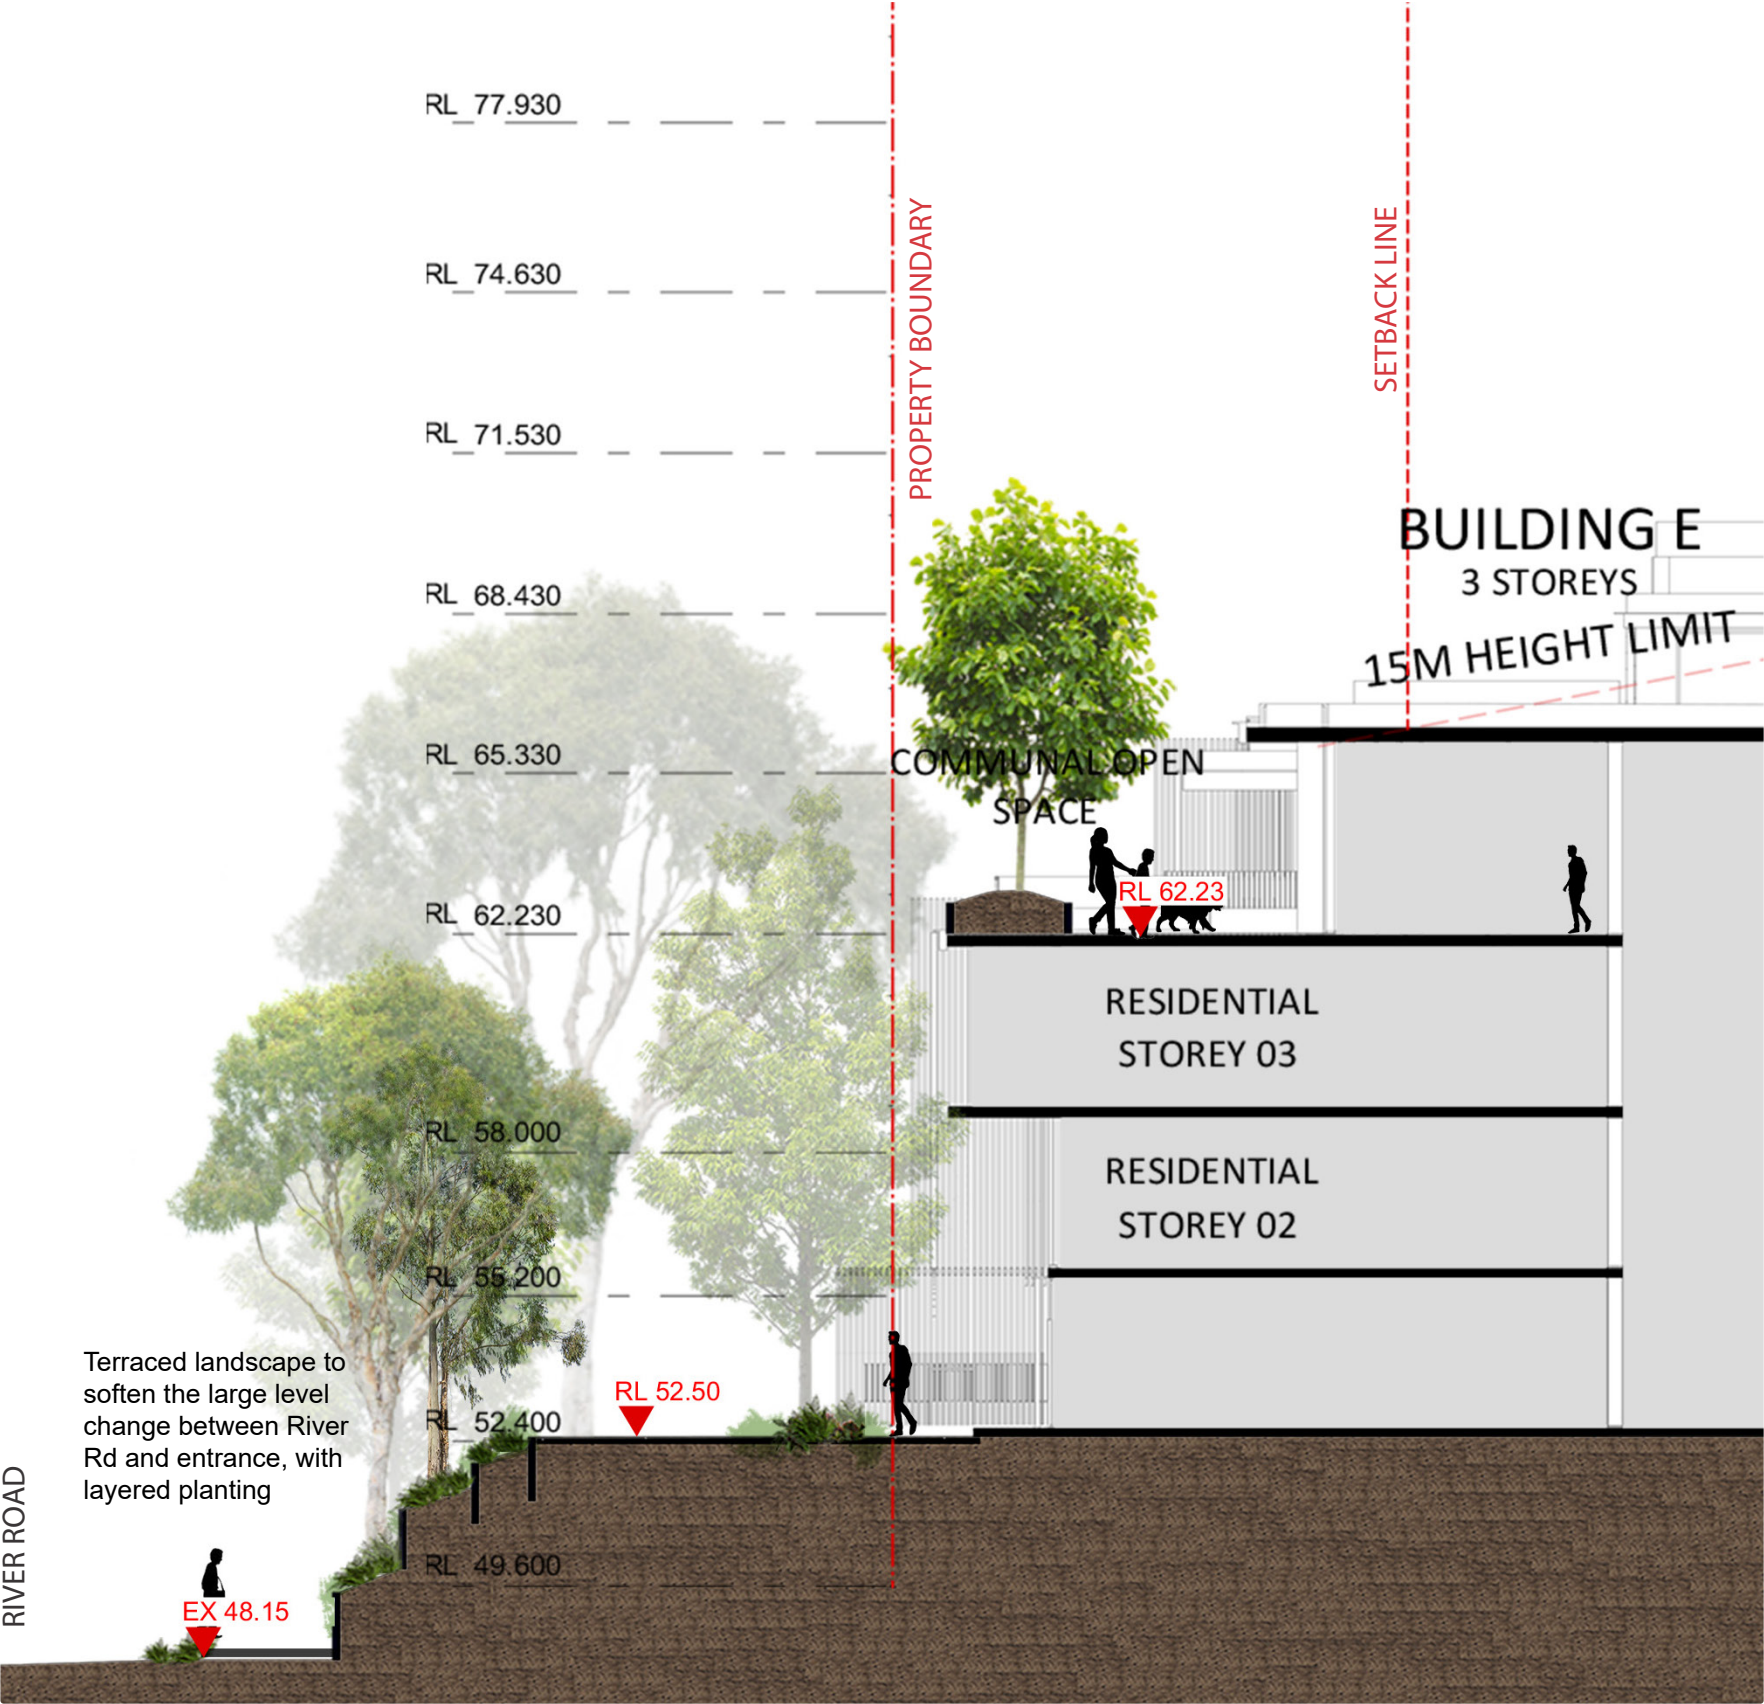 RL 77.930
RL 74.630
RL 71.530
RL 68.430
RL 65.330
RL 62.230
RL 58.000
RL 55.200
RL 52.400
RL 49.600
PROPERTY BOUNDARY
SETBACK LINE
BUILDING E
3 STOREYS
15M HEIGHT LIMIT
COMMUNAL OPEN
SPACE
RL 62.23
RESIDENTIAL
STOREY 03
RESIDENTIAL
STOREY 02
RL 52.50
Terraced landscape to
soften the large level
change between River
Rd and entrance, with
layered planting
EX 48.15
RIVER ROAD